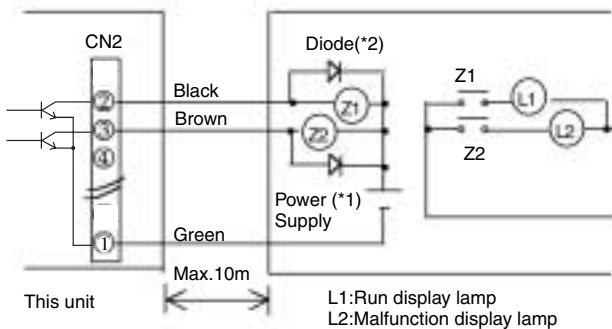 CN2
Diode(*2)
Z1
② Black
Z1
L1
③ Brown
Z2
L2
④
Z2
Power (*1)
Supply
① Green
Max.10m
This unit
L1:Run display lamp
L2:Malfunction display lamp